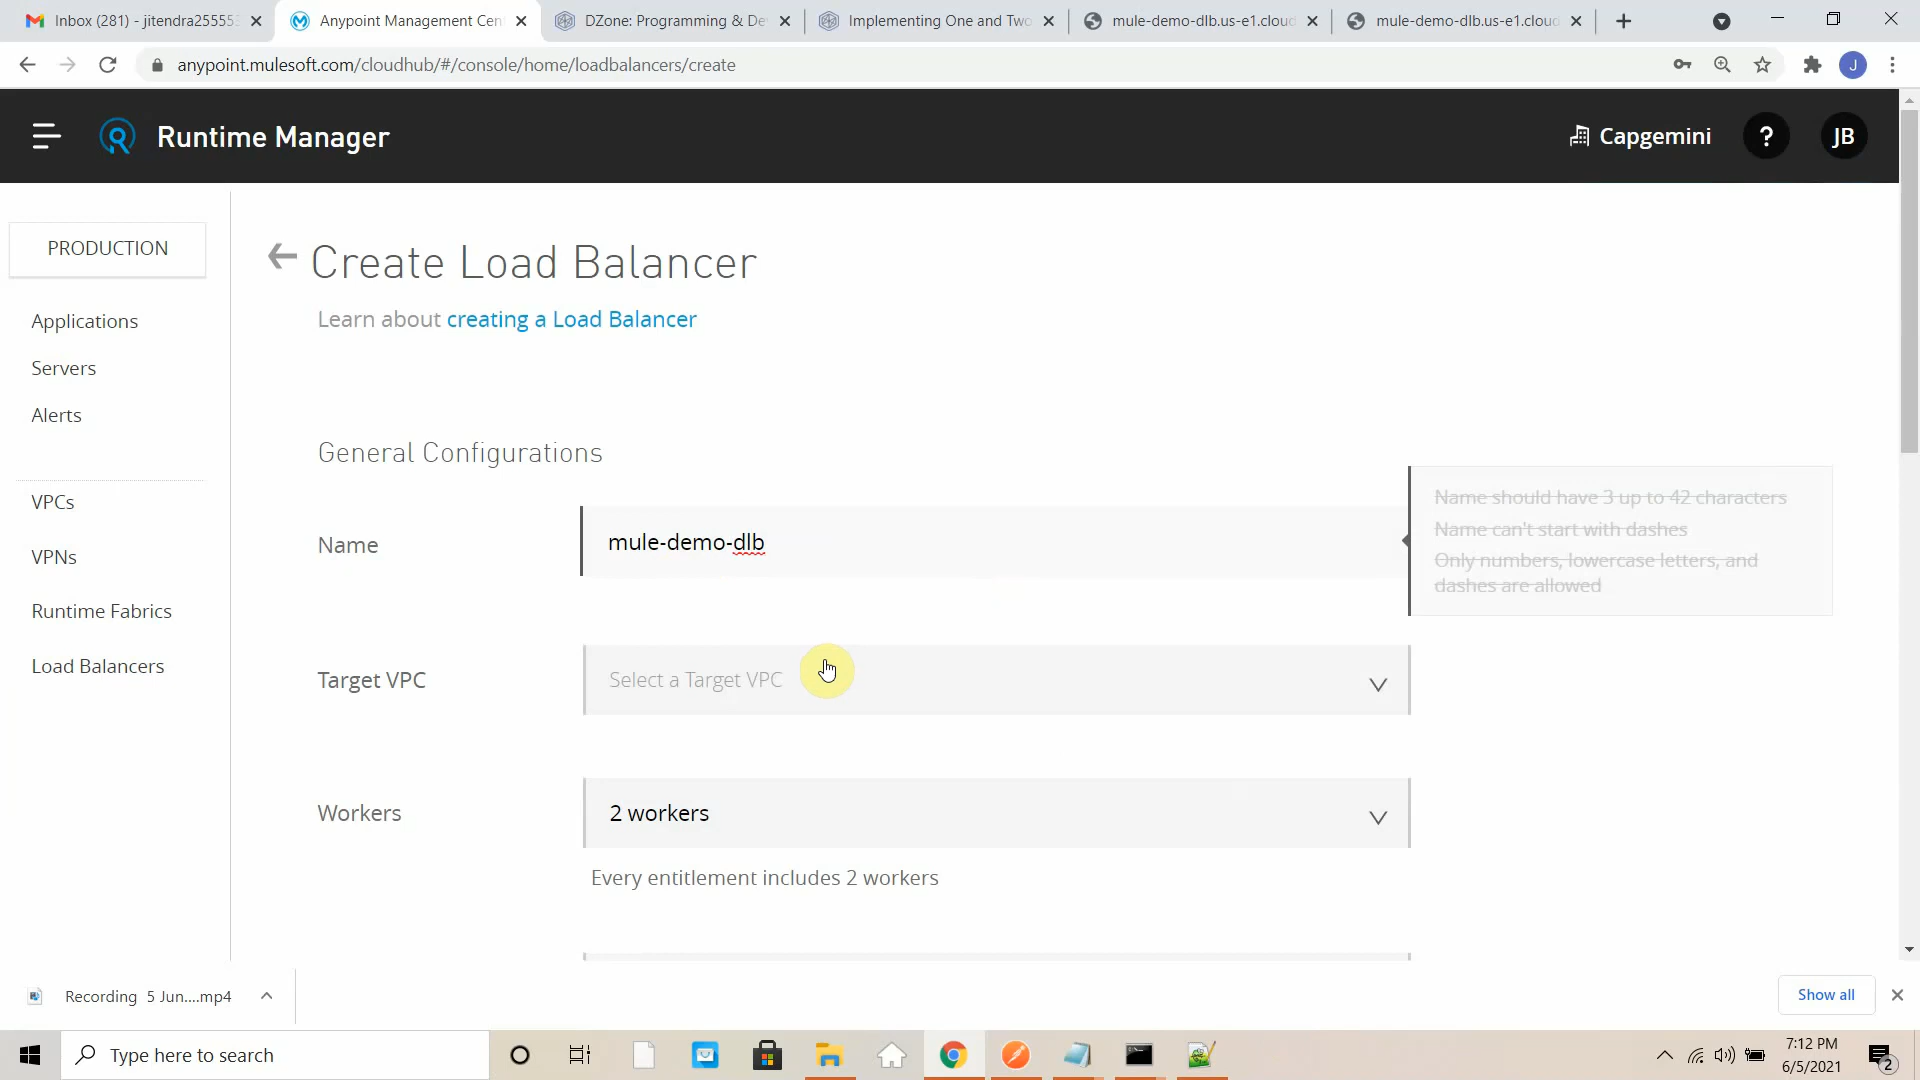 Inbox (281) - jitendra25555
Anypoint Management Cen
DZone: Programming & De
Implementing One and Two
mule-demo-dlb.us-e1.cloud
mule-demo-dlb.us-e1.cloud
anypoint.mulesoft.com/cloudhub/#/console/home/loadbalancers/create
J
Runtime Manager
Capgemini
?
JB
PRODUCTION
Applications
Servers
Alerts
VPCs
VPNs
Runtime Fabrics
Load Balancers
Create Load Balancer
Learn about creating a Load Balancer
General Configurations
Name
mule-demo-dlb
Name should have 3 up to 42 characters
Name can't start with dashes
Only numbers, lowercase letters, and
dashes are allowed
Target VPC
Select a Target VPC
Workers
2 workers
Every entitlement includes 2 workers
Recording 5 Jun....mp4
Show all
Type here to search
7:12 PM
6/5/2021
2